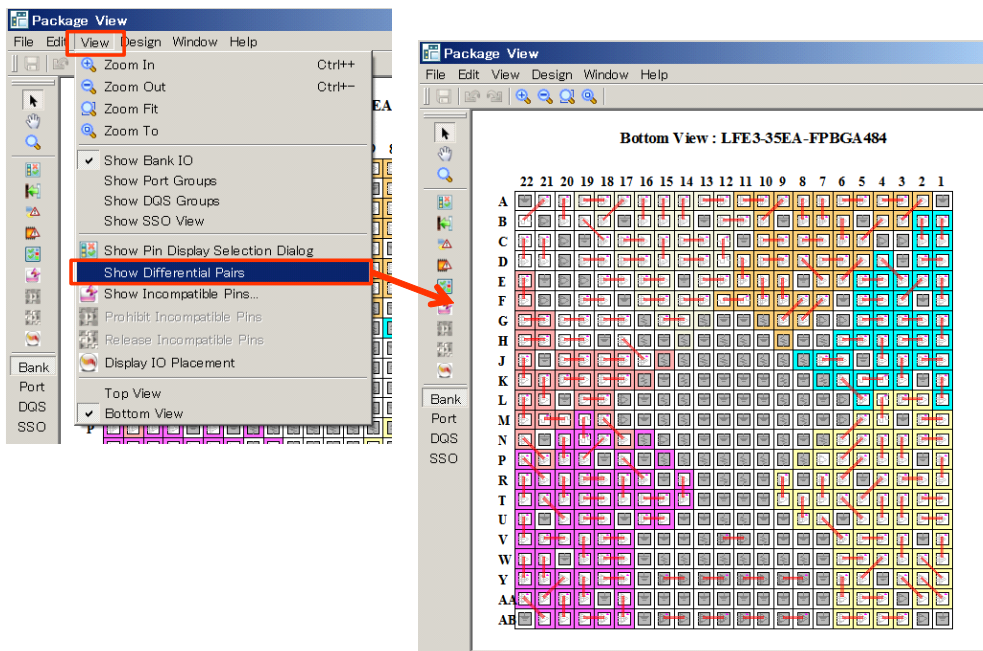 Package View
File Edit View Design Window Help
Zoom In Ctrl++
Zoom Out Ctrl+-
Zoom Fit
Zoom To
Show Bank IO
Show Port Groups
Show DQS Groups
Show SSO View
Show Pin Display Selection Dialog
Show Differential Pairs
Show Incompatible Pins...
Prohibit Incompatible Pins
Release Incompatible Pins
Display IO Placement
Top View
Bottom View
Bank
Port
DQS
SSO
EA
P
Package View
File Edit View Design Window Help
Bottom View : LFE3-35EA-FPBGA484
22 21 20 19 18 17 16 15 14 13 12 11 10 9 8 7 6 5 4 3 2 1
A
B
C
D
E
F
G
H
J
K
L
M
N
P
R
T
U
V
W
Y
AA
AB
Bank
Port
DQS
SSO